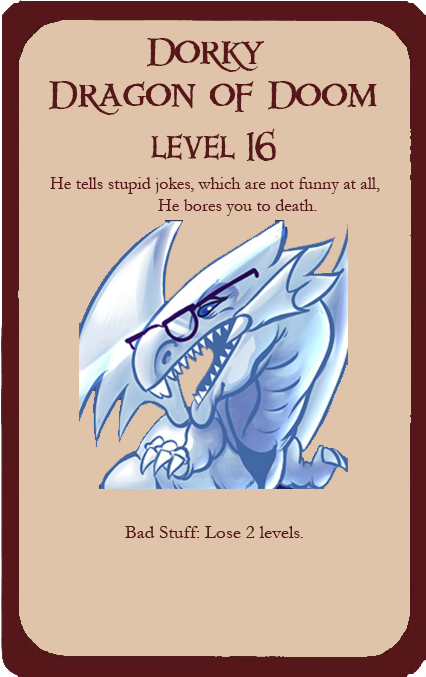 Dorky
Dragon of Doom
Level 16
He tells stupid jokes, which are not funny at all,
He bores you to death.
Bad Stuff: Lose 2 levels.